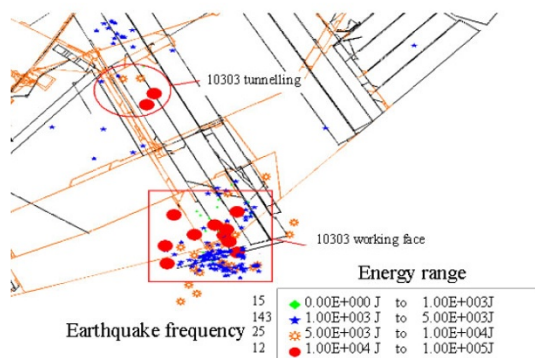 10303 tunnelling
10303 working face
Energy range
15 0.00E+000 J to 1.00E+003J
143 1.00E+003 J to 5.00E+003J
25 5.00E+003 J to 1.00E+004J
12 1.00E+004 J to 1.00E+005J
Earthquake frequency